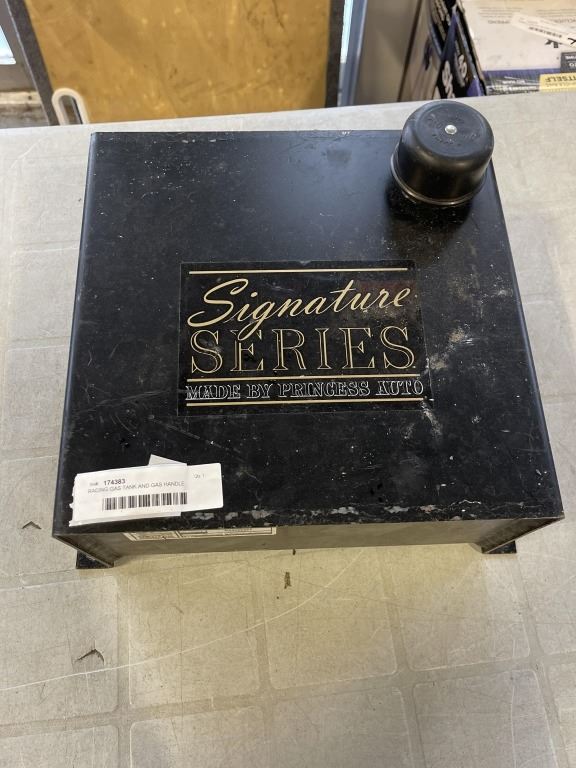 Signature
SERIES
MADE BY PRINCESS AUTO
174383
RACING GAS TANK AND GAS HANDLE